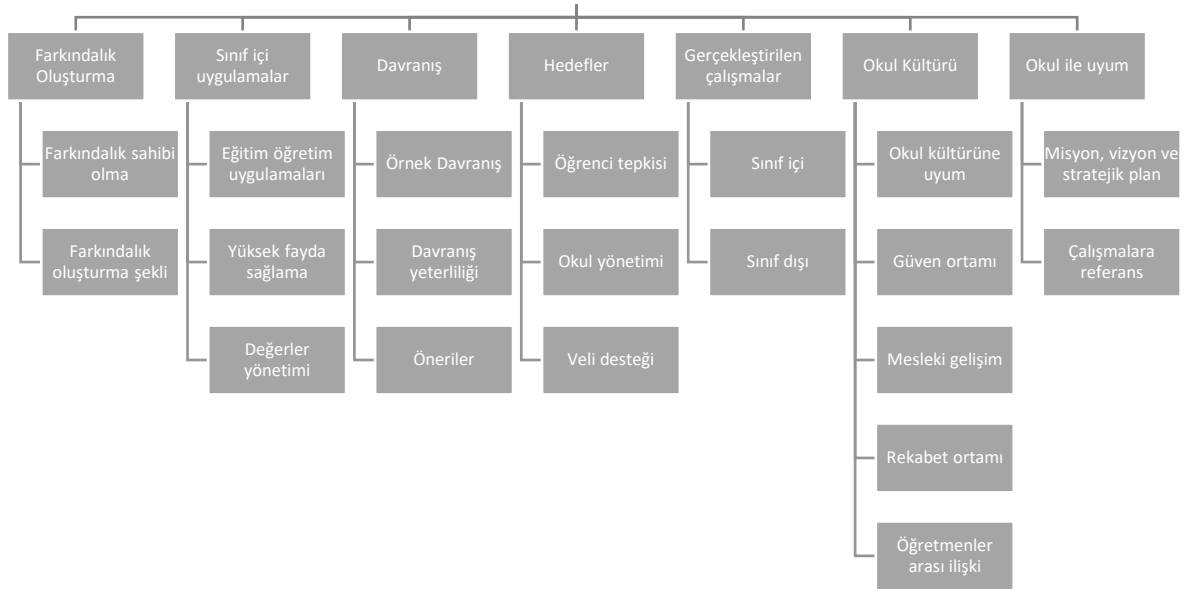 Farkındalık
Oluşturma
Sınıf içi
uygulamalar
Davranış
Hedefler
Gerçekleştirilen
çalışmalar
Okul Kültürü
Okul ile uyum
Farkındalık sahibi
olma
Eğitim öğretim
uygulamaları
Örnek Davranış
Öğrenci tepkisi
Sınıf içi
Okul kültürüne
uyum
Misyon, vizyon ve
stratejik plan
Farkındalık
oluşturma şekli
Yüksek fayda
sağlama
Davranış
yeterliliği
Okul yönetimi
Sınıf dışı
Güven ortamı
Çalışmalara
referans
Değerler
yönetimi
Öneriler
Veli desteği
Mesleki gelişim
Rekabet ortamı
Öğretmenler
arası ilişki